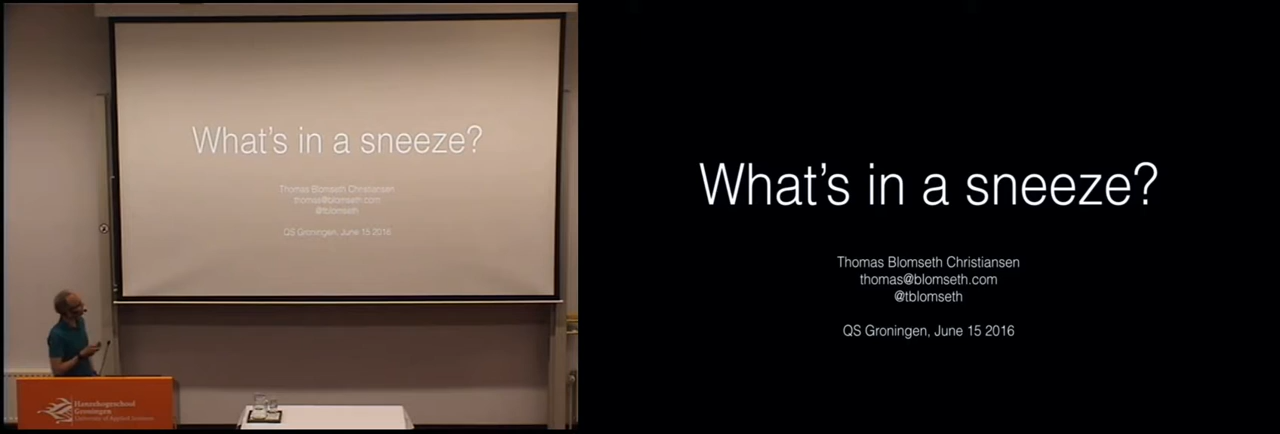 What's in a sneeze?
Thomas Blomseth Christiansen
thomas@blomseth.com
@tblomseth
QS Groningen, June 15 2016
Hanzehogeschool
Groningen
University of Applied Sciences
What's in a sneeze?
Thomas Blomseth Christiansen
thomas@blomseth.com
@tblomseth
QS Groningen, June 15 2016